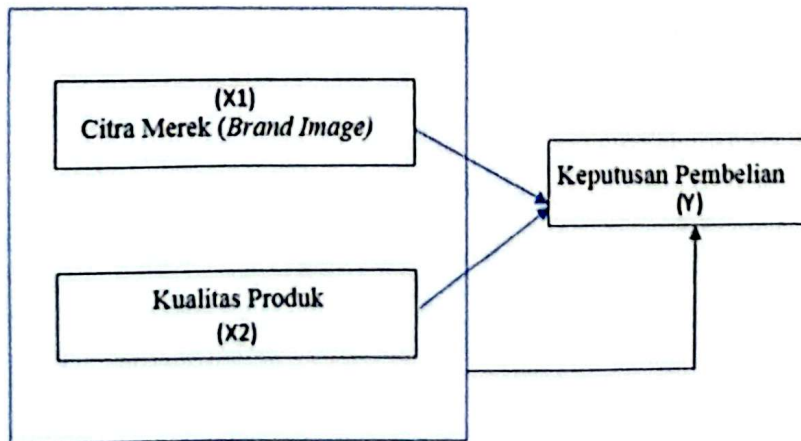 (X1)
Citra Merek (Brand Image)
Keputusan Pembelian
(Y)
Kualitas Produk
(X2)